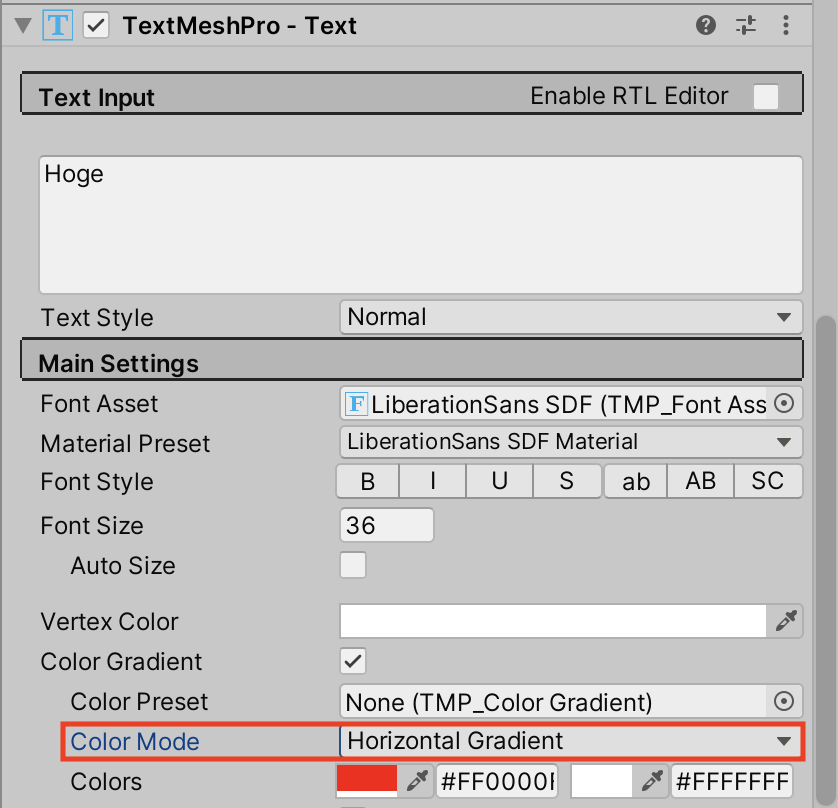 TextMeshPro - Text
Text Input Enable RTL Editor
Hoge
Text Style Normal
Main Settings
Font Asset F LiberationSans SDF (TMP_Font Ass
Material Preset LiberationSans SDF Material
Font Style B I U S ab AB SC
Font Size 36
Auto Size
Vertex Color
Color Gradient
Color Preset None (TMP_Color Gradient)
Color Mode Horizontal Gradient
Colors #FF0000F #FFFFFFF